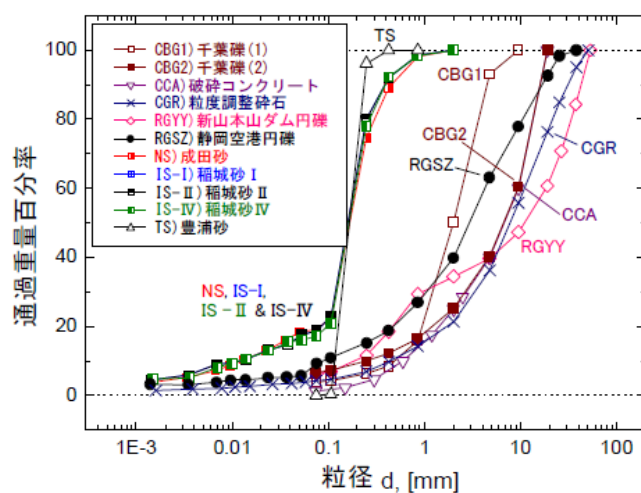 TS
CBG1)千葉礫(1)
CBG2)千葉礫(2)
CCA)破砕コンクリート
CGR)粒度調整砕石
RGYY)新山本山ダム円礫
RGSZ)静岡空港円礫
NS)成田砂
IS-I)稲城砂 I
IS-Ⅱ)稲城砂Ⅱ
IS-Ⅳ)稲城砂Ⅳ
TS)豊浦砂
CBG1
CBG2
RGSZ
CGR
CCA
RGYY
NS, IS-I,
IS-Ⅱ & IS-Ⅳ
通過重量百分率
100
80
60
40
20
0
1E-3
0.01
0.1
1
10
100
粒径 d, [mm]